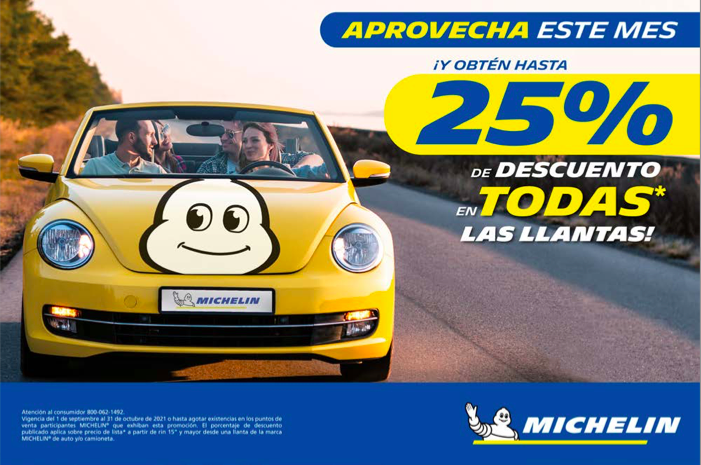 APROVECHA ESTE MES
¡Y OBTÉN HASTA
25%
DE DESCUENTO
EN TODAS*
LAS LLANTAS!
MICHELIN
Atención al consumidor 800-062-1492
Vigencia del 1 de septiembre al 31 de octubre de 2021 o hasta agotar existencias en los puntos de
venta participantes MICHELIN® que exhiban esta promoción. El porcentaje de descuento
publicado aplica sobre precio de lista* a partir de rin 15" y mayor desde una llanta de la marca
MICHELIN® de auto y/o camioneta.
MICHELIN